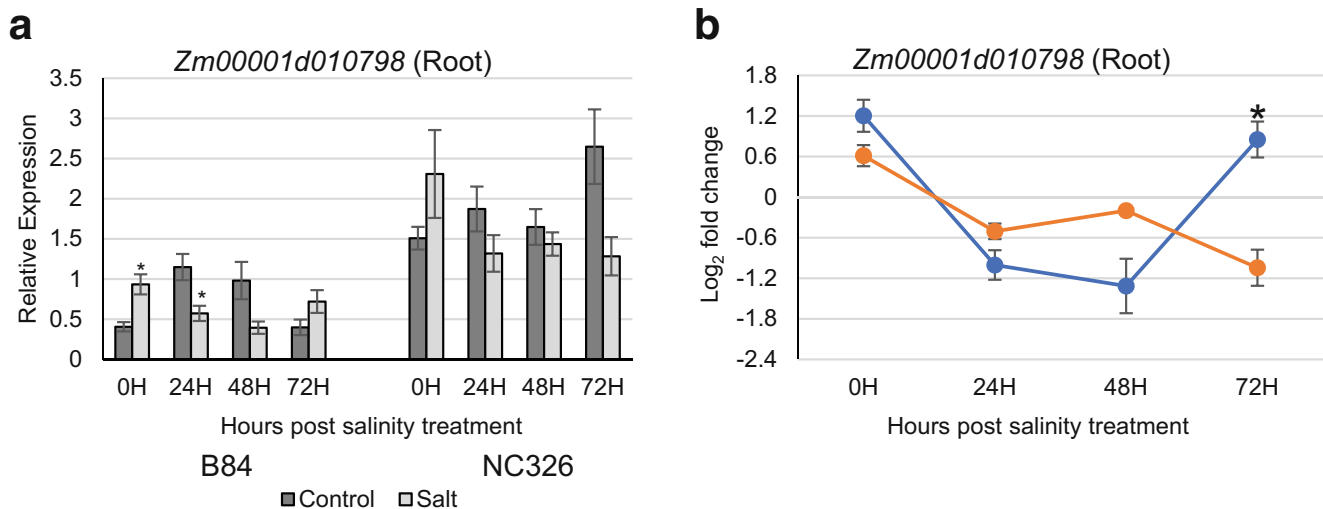 a
Zm00001d010798 (Root)
3.5
3
2.5
2
1.5
1
0.5
0
Relative Expression
* *
0H 24H 48H 72H 0H 24H 48H 72H
Hours post salinity treatment
B84 NC326
Control Salt
b
Zm00001d010798 (Root)
1.8
1.2
0.6
0
-0.6
-1.2
-1.8
-2.4
Log2 fold change
*
0H 24H 48H 72H
Hours post salinity treatment